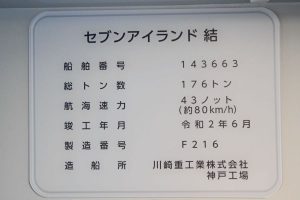 セブンアイランド 結
船舶番号 143663
総トン数 176トン
航海速力 43ノット
(約80km/h)
竣工年月 令和2年6月
製造番号 F216
造船所 川崎重工業株式会社
神戸工場